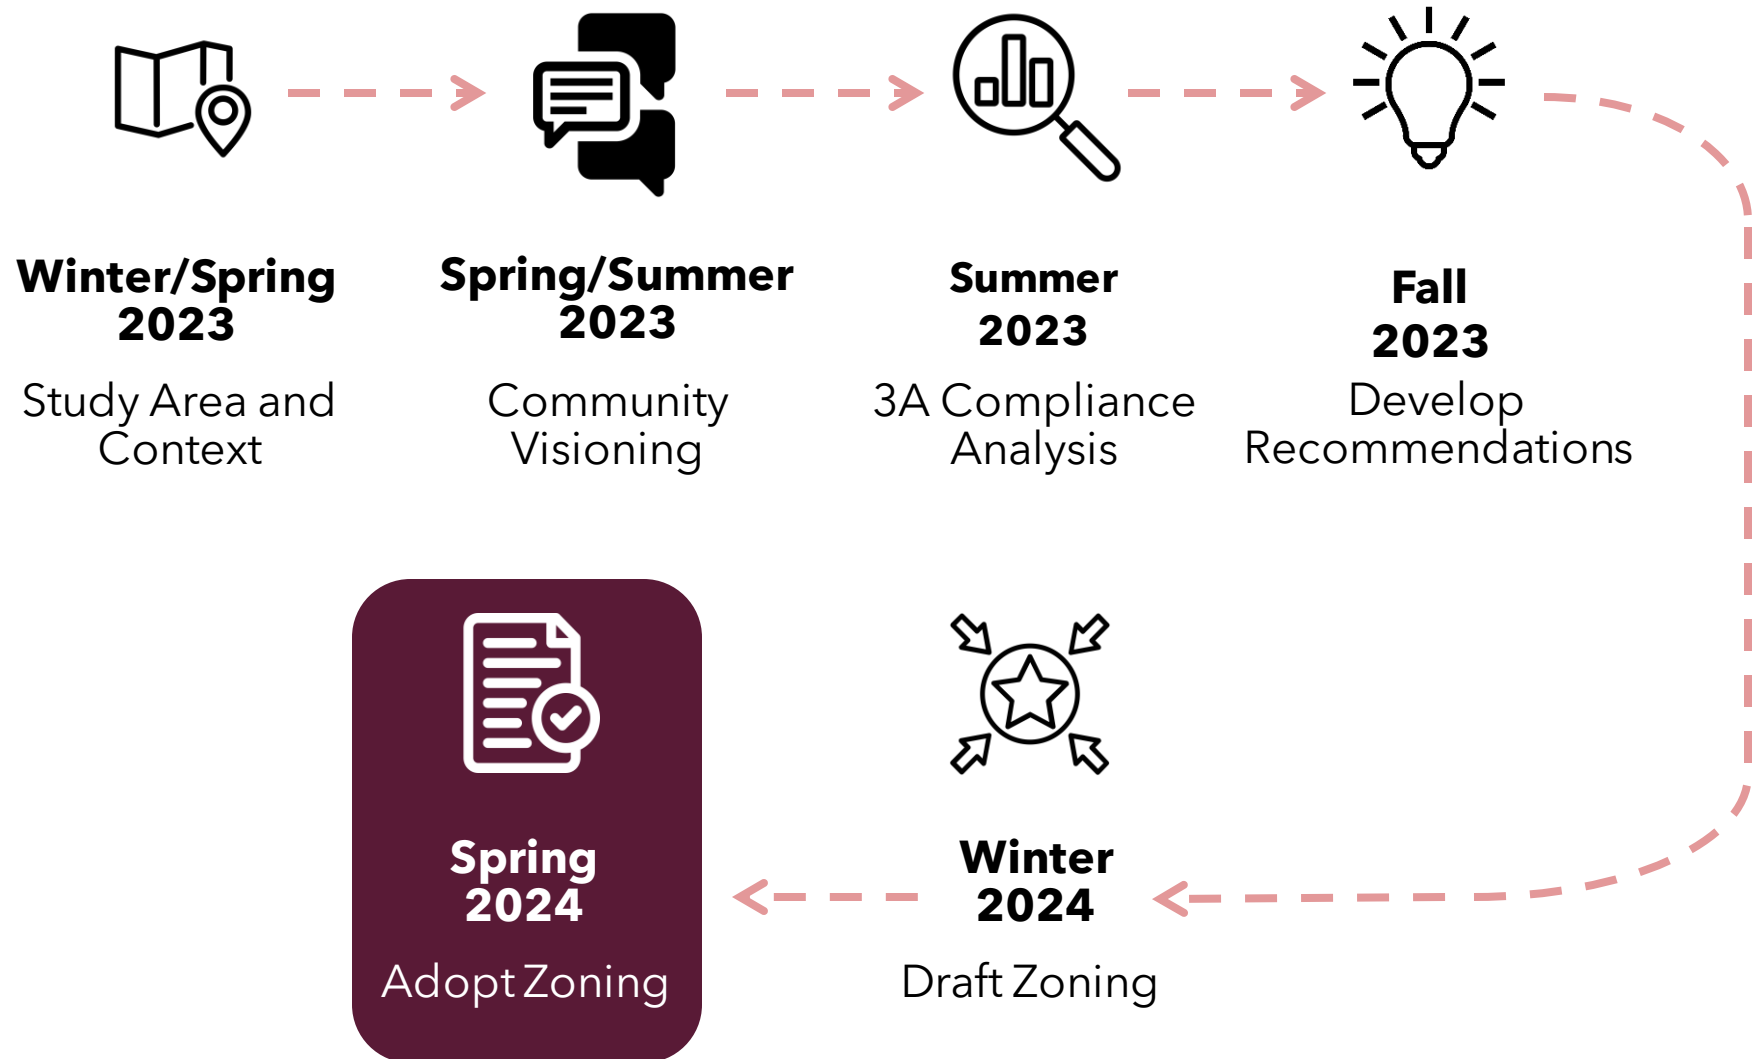 Winter/Spring
2023
Study Area and
Context
Spring/Summer
2023
Community
Visioning
Summer
2023
3A Compliance
Analysis
Fall
2023
Develop
Recommendations
Winter
2024
Draft Zoning
Spring
2024
Adopt Zoning